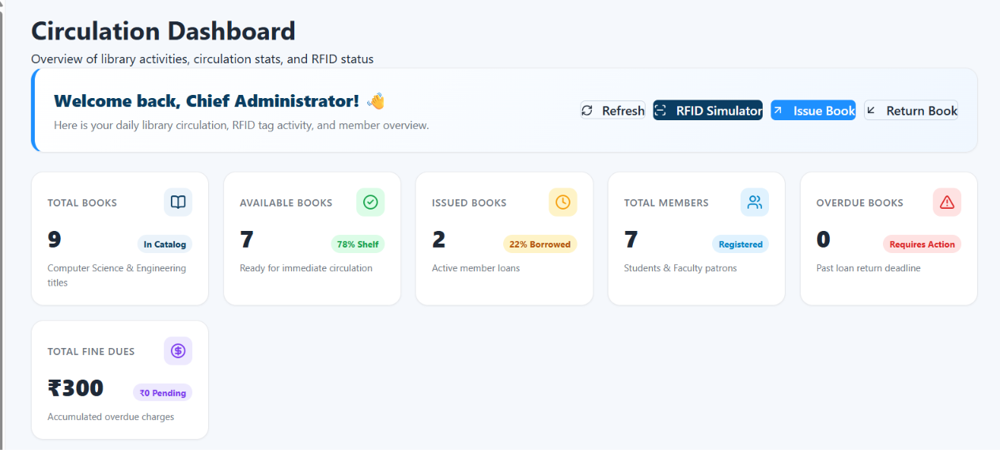 Circulation Dashboard
Overview of library activities, circulation stats, and RFID status
Welcome back, Chief Administrator! 👋
Here is your daily library circulation, RFID tag activity, and member overview.
Refresh
RFID Simulator
Issue Book
Return Book
TOTAL BOOKS
9
In Catalog
Computer Science & Engineering
titles
AVAILABLE BOOKS
7
78% Shelf
Ready for immediate circulation
ISSUED BOOKS
2
22% Borrowed
Active member loans
TOTAL MEMBERS
7
Registered
Students & Faculty patrons
OVERDUE BOOKS
0
Requires Action
Past loan return deadline
TOTAL FINE DUES
₹300
₹0 Pending
Accumulated overdue charges